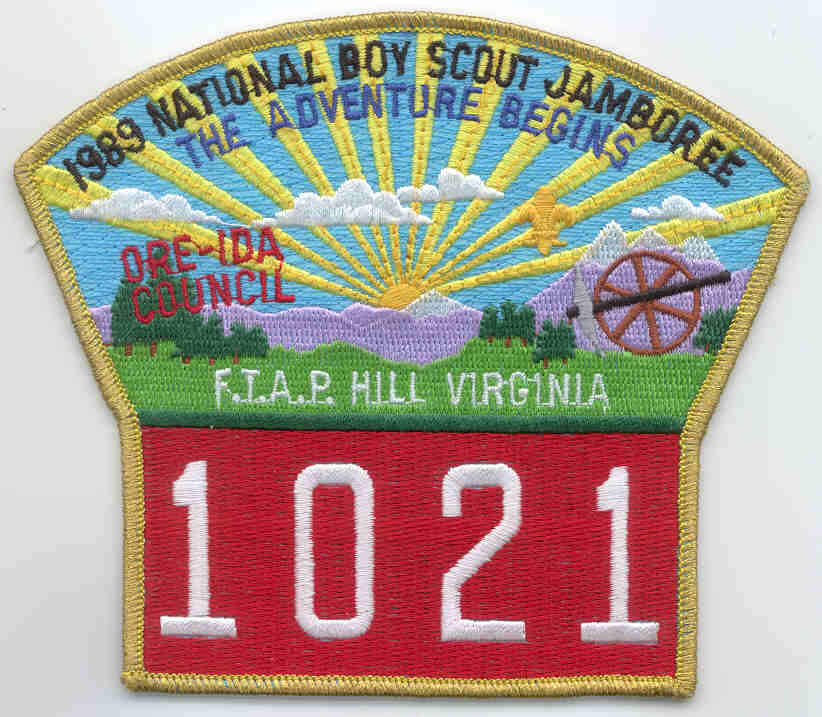 1989 NATIONAL BOY SCOUT JAMBOREE
THE ADVENTURE BEGINS
ORE-IDA
COUNCIL
F.T.A.P. HILL VIRGINIA
1021